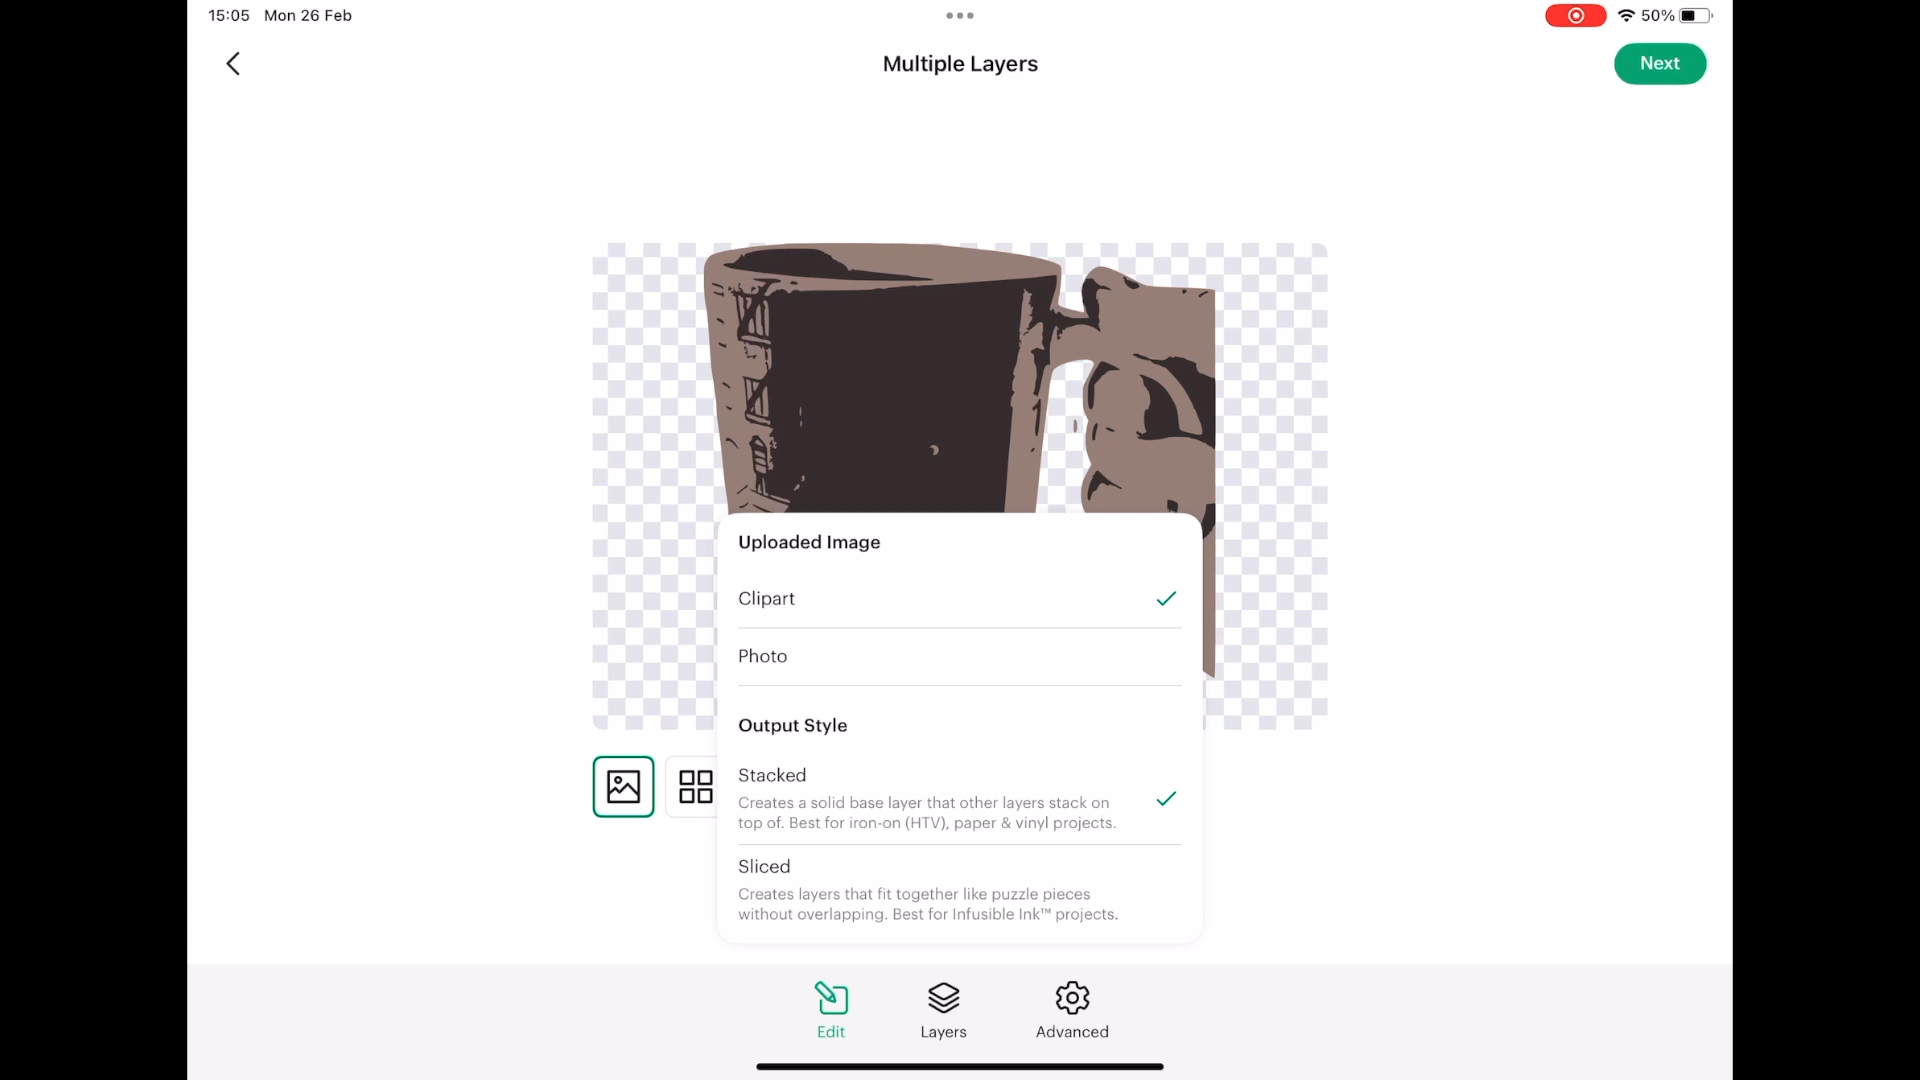 15:05 Mon 26 Feb
50%
Multiple Layers
Next
Uploaded Image
Clipart
Photo
Output Style
Stacked
Creates a solid base layer that other layers stack on
top of. Best for iron-on (HTV), paper & vinyl projects.
Sliced
Creates layers that fit together like puzzle pieces
without overlapping. Best for Infusible Ink™ projects.
Edit
Layers
Advanced